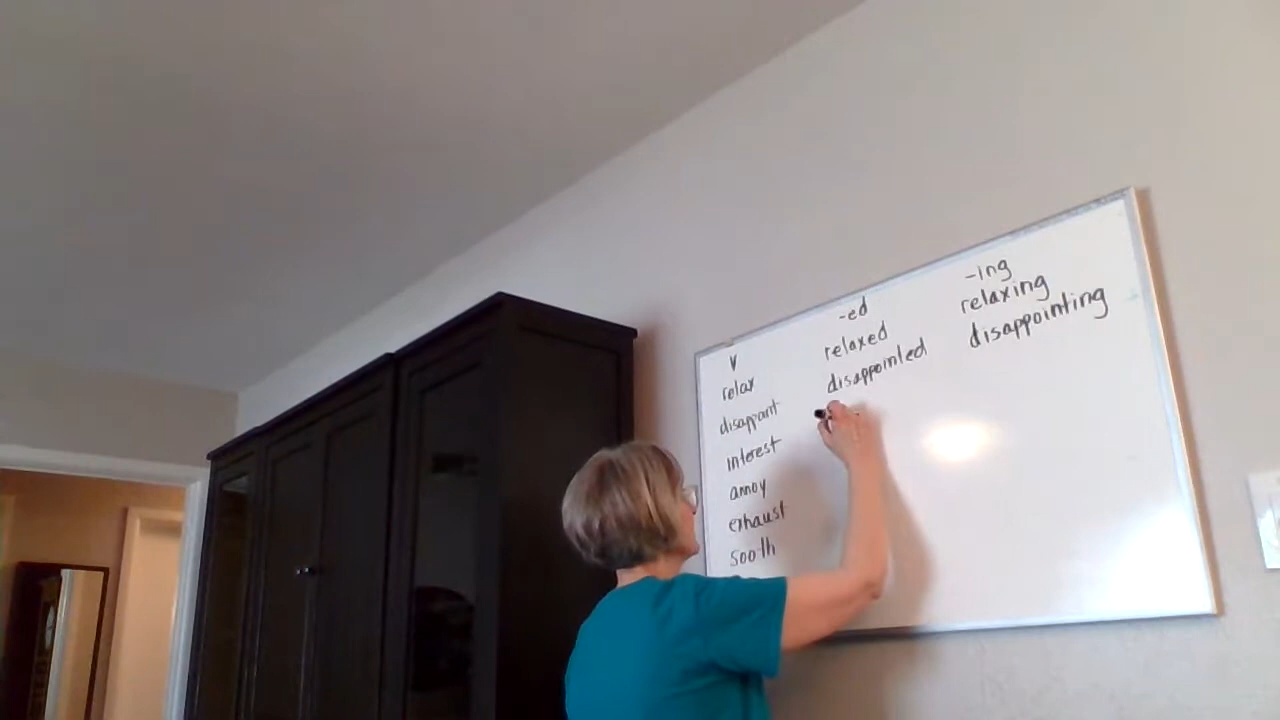 v -ed -ing
relax relaxed relaxing
disappoint disappointed disappointing
interest
annoy
exhaust
sooth